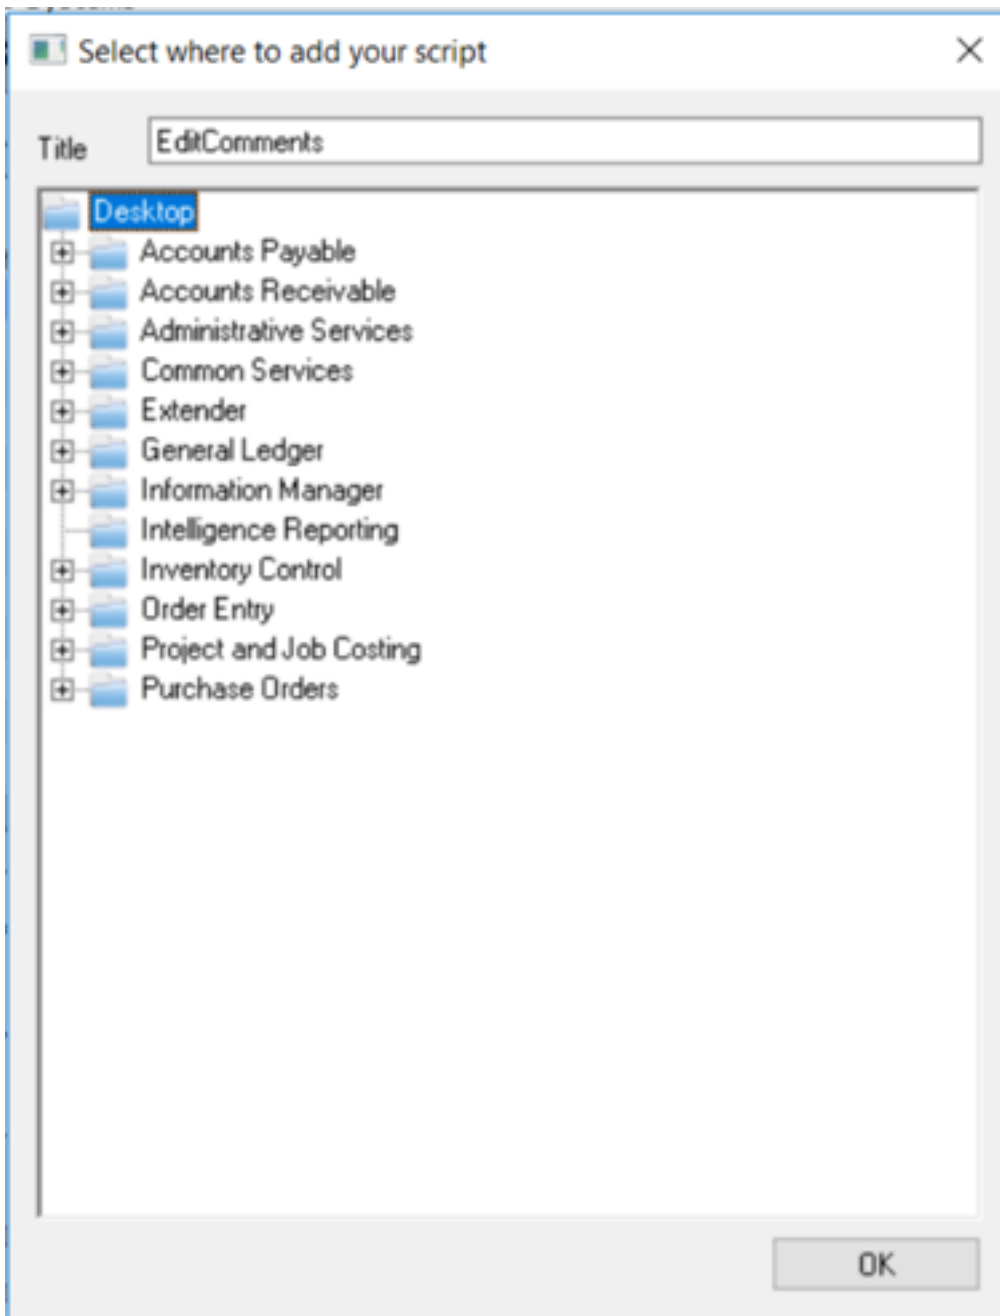 Select where to add your script
Title EditComments
Desktop
Accounts Payable
Accounts Receivable
Administrative Services
Common Services
Extender
General Ledger
Information Manager
Intelligence Reporting
Inventory Control
Order Entry
Project and Job Costing
Purchase Orders
OK